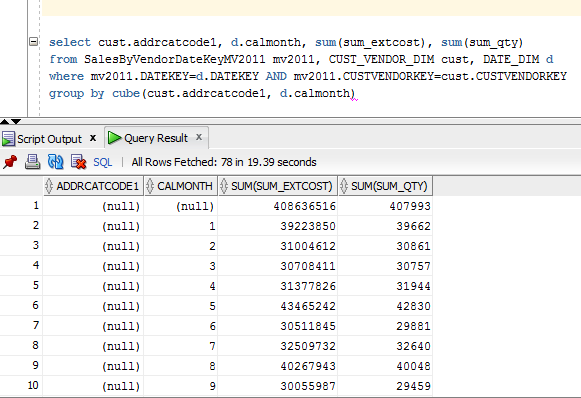 select cust.addrcatcode1, d.calmonth, sum(sum_extcost), sum(sum_qty)
from SalesByVendorDateKeyMV2011 mv2011, CUST_VENDOR_DIM cust, DATE_DIM d
where mv2011.DATEKEY=d.DATEKEY AND mv2011.CUSTVENDORKEY=cust.CUSTVENDORKEY
group by cube(cust.addrcatcode1, d.calmonth)
Script Output x Query Result x
SQL | All Rows Fetched: 78 in 19.39 seconds
ADDRCATCODE1 CALMONTH SUM(SUM_EXTCOST) SUM(SUM_QTY)
1 (null) (null) 408636516 407993
2 (null) 1 39223850 39662
3 (null) 2 31004612 30861
4 (null) 3 30708411 30757
5 (null) 4 31377826 31944
6 (null) 5 43465242 42830
7 (null) 6 30511845 29881
8 (null) 7 32509732 32640
9 (null) 8 40267943 40048
10 (null) 9 30055987 29459